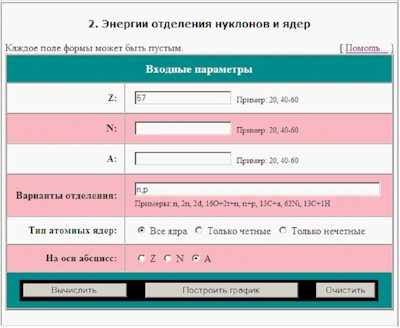 2. Энергии отделения нуклонов и ядер
Каждое поле формы может быть пустым. [ Помощь... ]
Входные параметры
Z: 57 Пример: 20, 40-60
N: Пример: 20, 40-60
A: Пример: 20, 40-60
Варианты отделения: n,p
Примеры: n, 2n, 2d, 16O+2t+n, n+p, 13C+a, 62Ni, 13C+1H
Тип атомных ядер: Все ядра Только четные Только нечетные
На оси абсцисс: Z N A
Вычислить Построить график Очистить